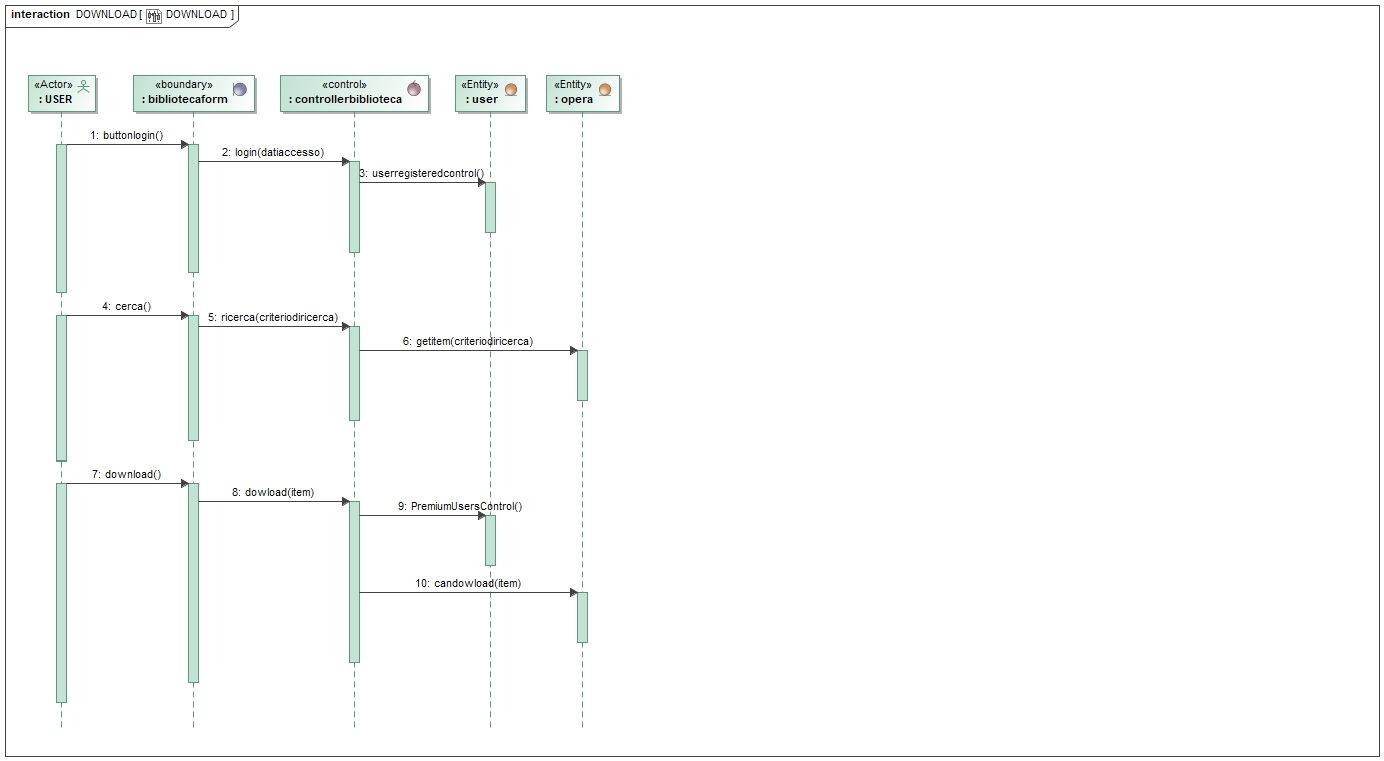 interaction DOWNLOAD[ DOWNLOAD ]
«Actor»
: USER
«boundary»
: bibliotecaform
«control»
: controllerbiblioteca
«Entity»
: user
«Entity»
: opera
1: buttonlogin()
2: login(datiaccesso)
3: userregisteredcontrol()
4: cerca()
5: ricerca(criteriodiricerca)
6: getitem(criteriodiricerca)
7: download()
8: dowload(item)
9: PremiumUsersControl()
10: candowload(item)